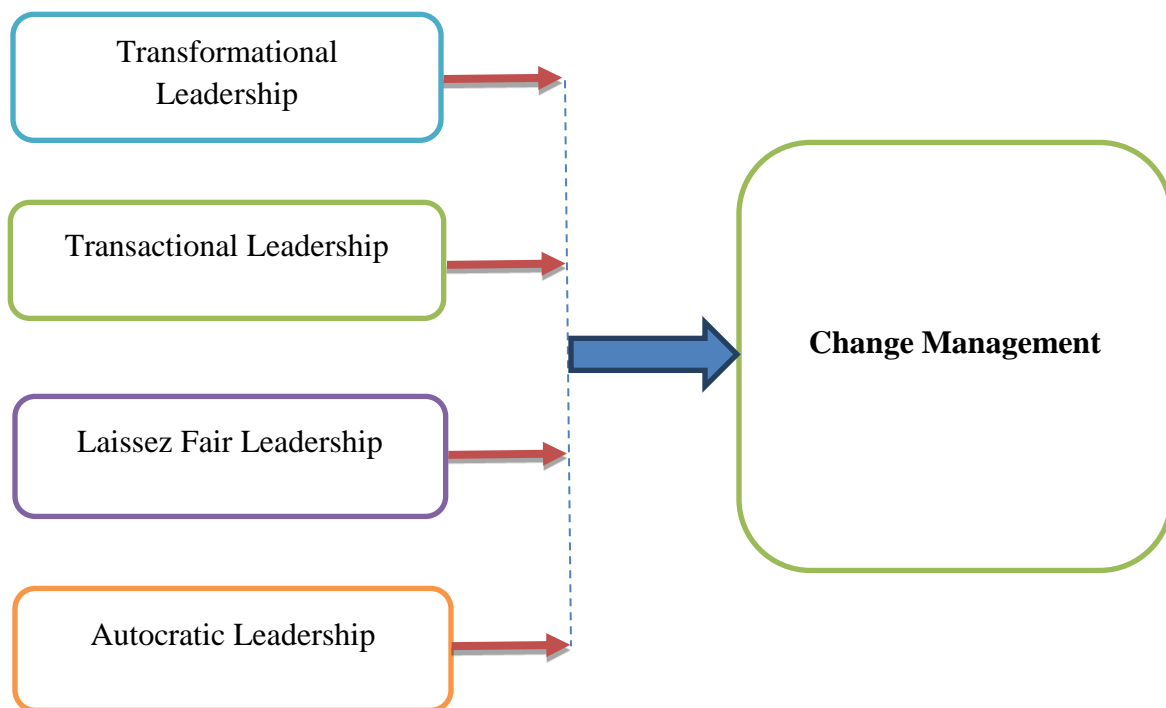 Transformational
Leadership
Transactional Leadership
Change Management
Laissez Fair Leadership
Autocratic Leadership